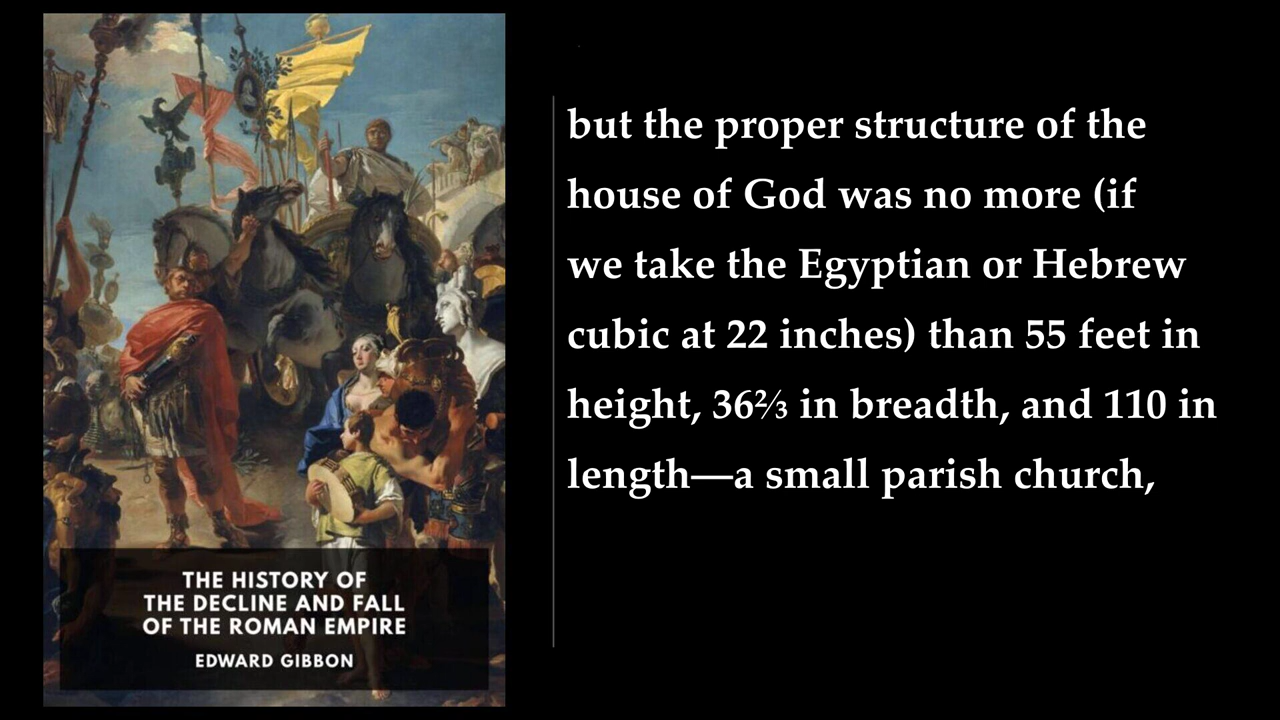 but the proper structure of the
house of God was no more (if
we take the Egyptian or Hebrew
cubic at 22 inches) than 55 feet in
height, 36⅔ in breadth, and 110 in
length—a small parish church,
THE HISTORY OF
THE DECLINE AND FALL
OF THE ROMAN EMPIRE
EDWARD GIBBON